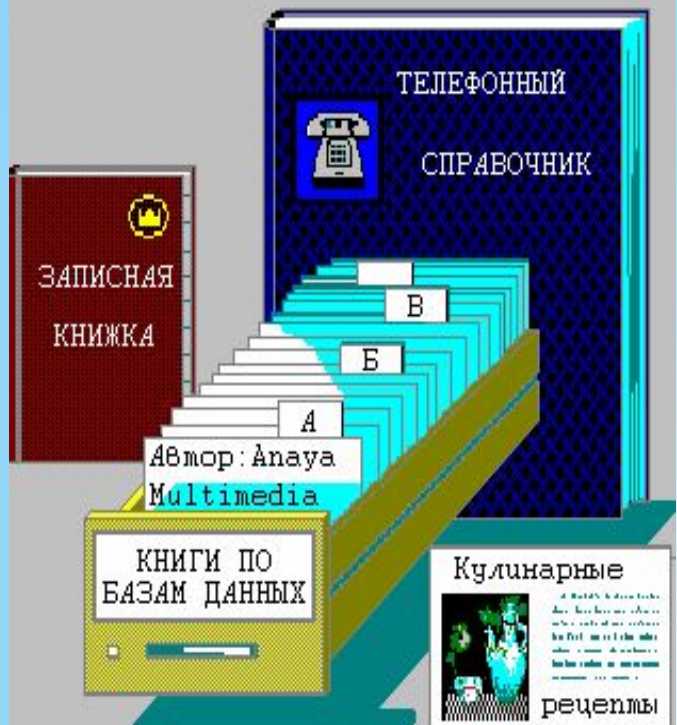 ТЕЛЕФОННЫЙ
СПРАВОЧНИК
ЗАПИСНАЯ
КНИЖКА
В
Б
А
Автор:Anaya
Multimedia
КНИГИ ПО
БАЗАМ ДАННЫХ
Кулинарные
рецепты